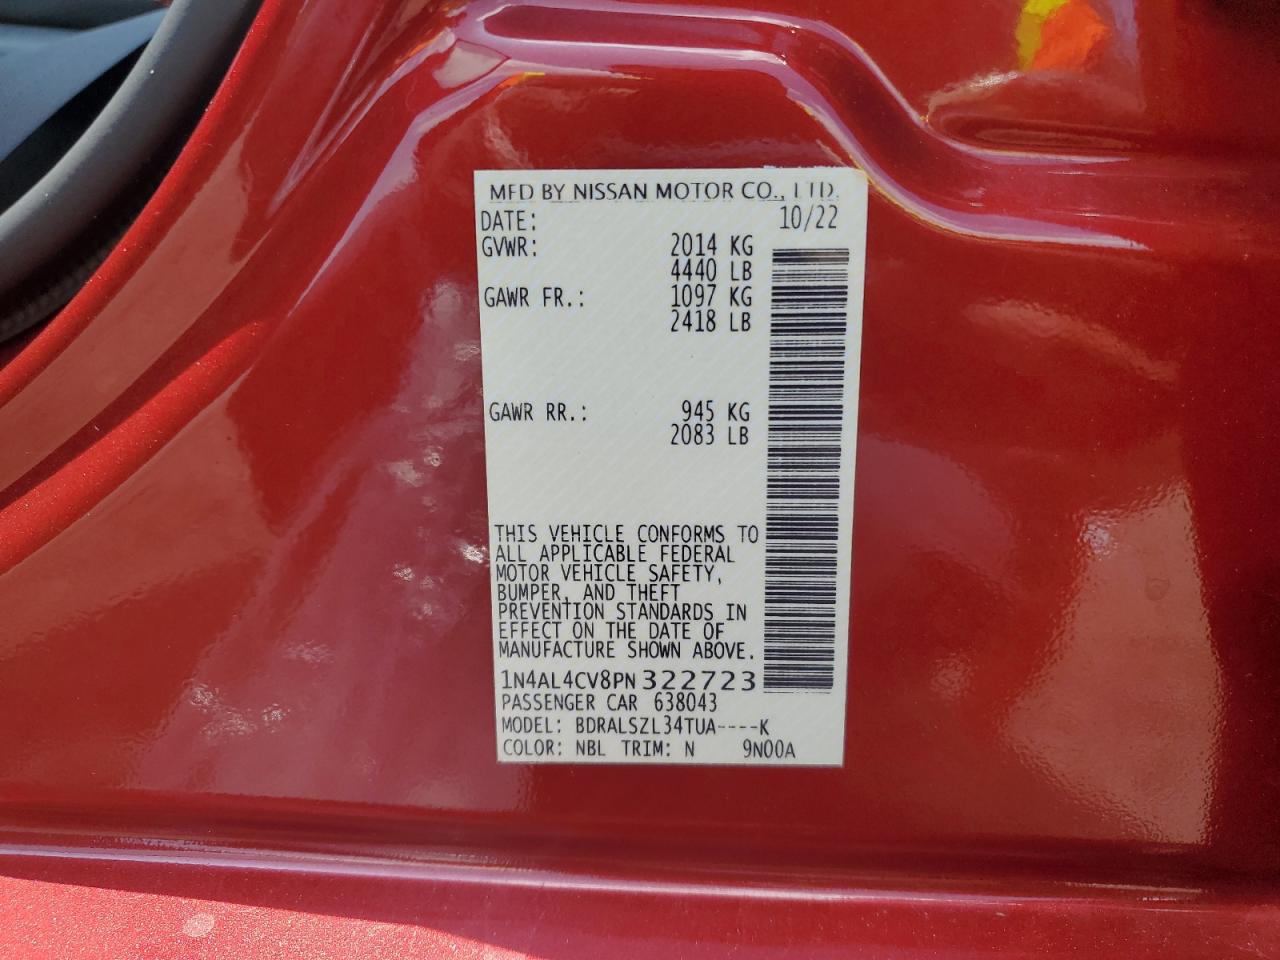 MFD BY NISSAN MOTOR CO., LTD.
DATE: 10/22
GVWR: 2014 KG
4440 LB
GAWR FR.: 1097 KG
2418 LB
GAWR RR.: 945 KG
2083 LB
THIS VEHICLE CONFORMS TO
ALL APPLICABLE FEDERAL
MOTOR VEHICLE SAFETY,
BUMPER, AND THEFT
PREVENTION STANDARDS IN
EFFECT ON THE DATE OF
MANUFACTURE SHOWN ABOVE.
1N4AL4CV8PN322723
PASSENGER CAR 638043
MODEL: BDRALSZL34TUA----K
COLOR: NBL TRIM: N 9N00A